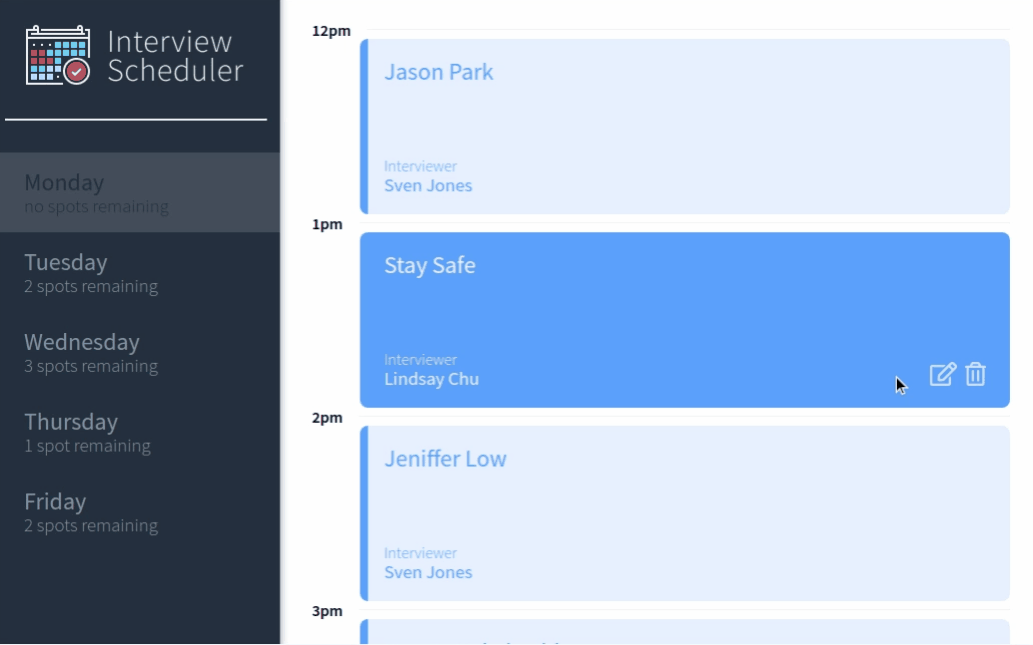 Interview
Scheduler
Monday
no spots remaining
Tuesday
2 spots remaining
Wednesday
3 spots remaining
Thursday
1 spot remaining
Friday
2 spots remaining
12pm
Jason Park
Interviewer
Sven Jones
1pm
Stay Safe
Interviewer
Lindsay Chu
2pm
Jeniffer Low
Interviewer
Sven Jones
3pm